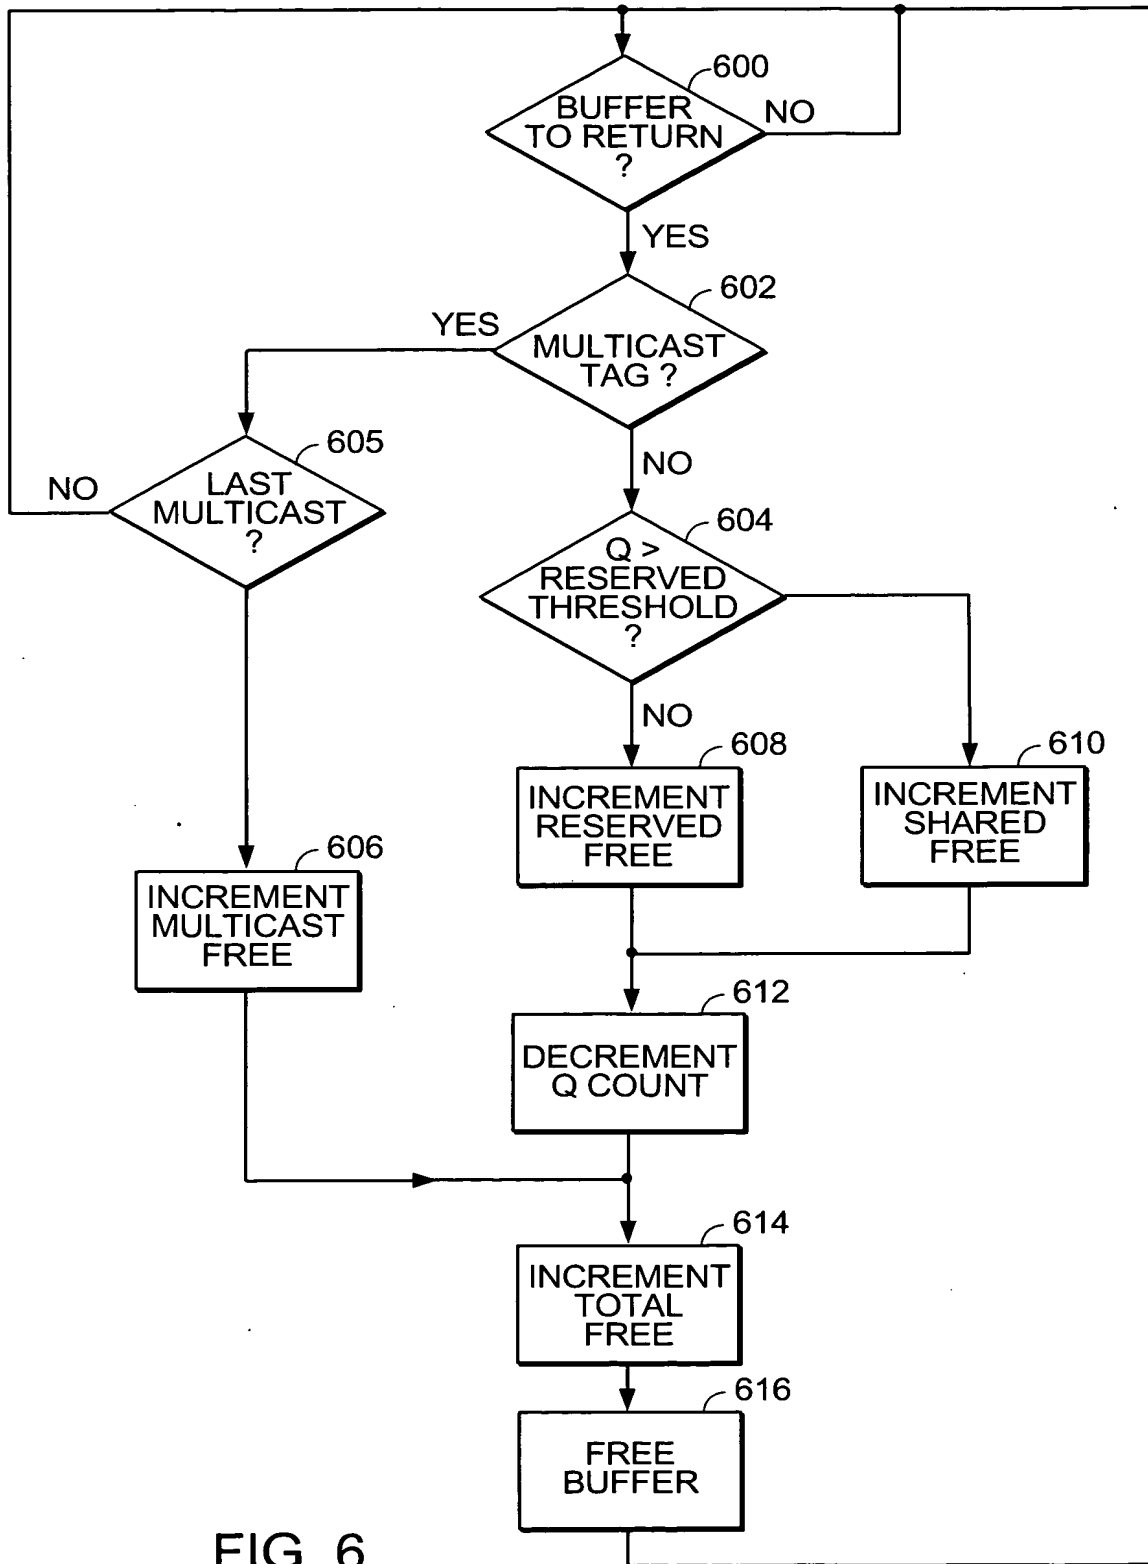 600
BUFFER
TO RETURN
?
NO
YES
602
MULTICAST
TAG ?
YES
NO
605
LAST
MULTICAST
?
NO
604
Q >
RESERVED
THRESHOLD
?
NO
608
INCREMENT
RESERVED
FREE
610
INCREMENT
SHARED
FREE
606
INCREMENT
MULTICAST
FREE
612
DECREMENT
Q COUNT
614
INCREMENT
TOTAL
FREE
616
FREE
BUFFER
FIG. 6